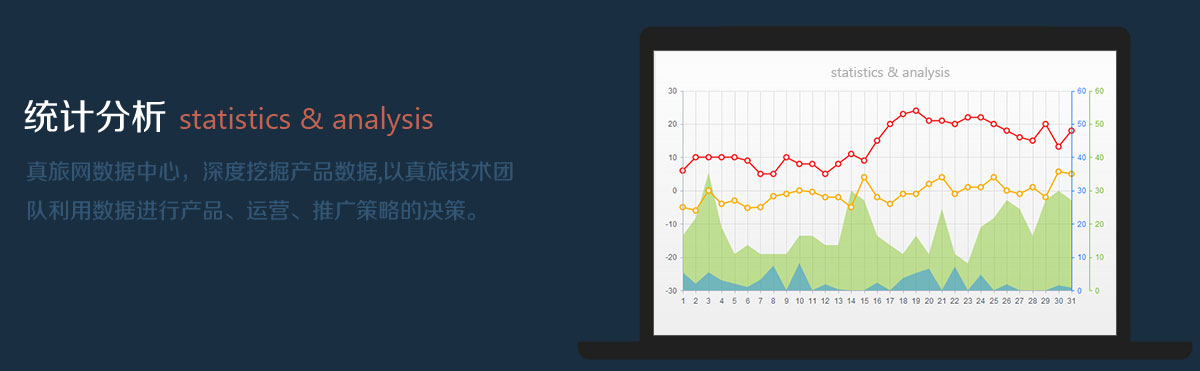 统计分析 statistics & analysis
真旅网数据中心，深度挖掘产品数据,以真旅技术团
队利用数据进行产品、运营、推广策略的决策。
statistics & analysis
30 60 60
20 50 50
10 40 40
0 30 30
-10 20 20
-20 10 10
-30 0 0
1 2 3 4 5 6 7 8 9 10 11 12 13 14 15 16 17 18 19 20 21 22 23 24 25 26 27 28 29 30 31